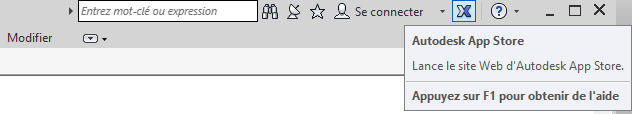 Entrez mot-clé ou expression
Se connecter
Modifier
Autodesk App Store
Lance le site Web d'Autodesk App Store.
Appuyez sur F1 pour obtenir de l'aide